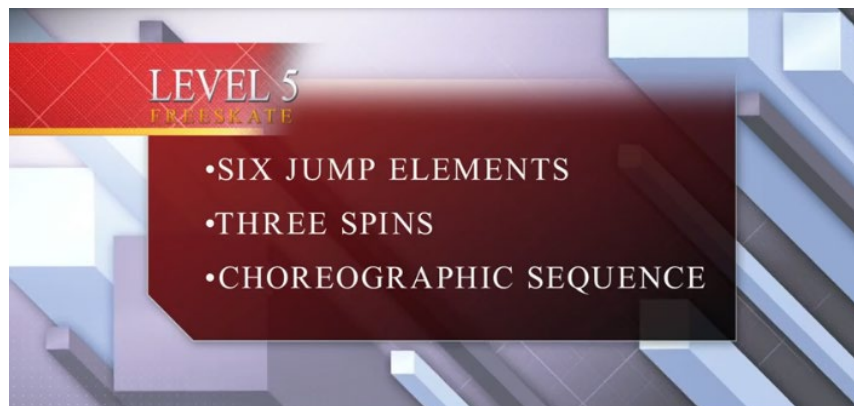 LEVEL 5
FREESKATE
•SIX JUMP ELEMENTS
•THREE SPINS
•CHOREOGRAPHIC SEQUENCE